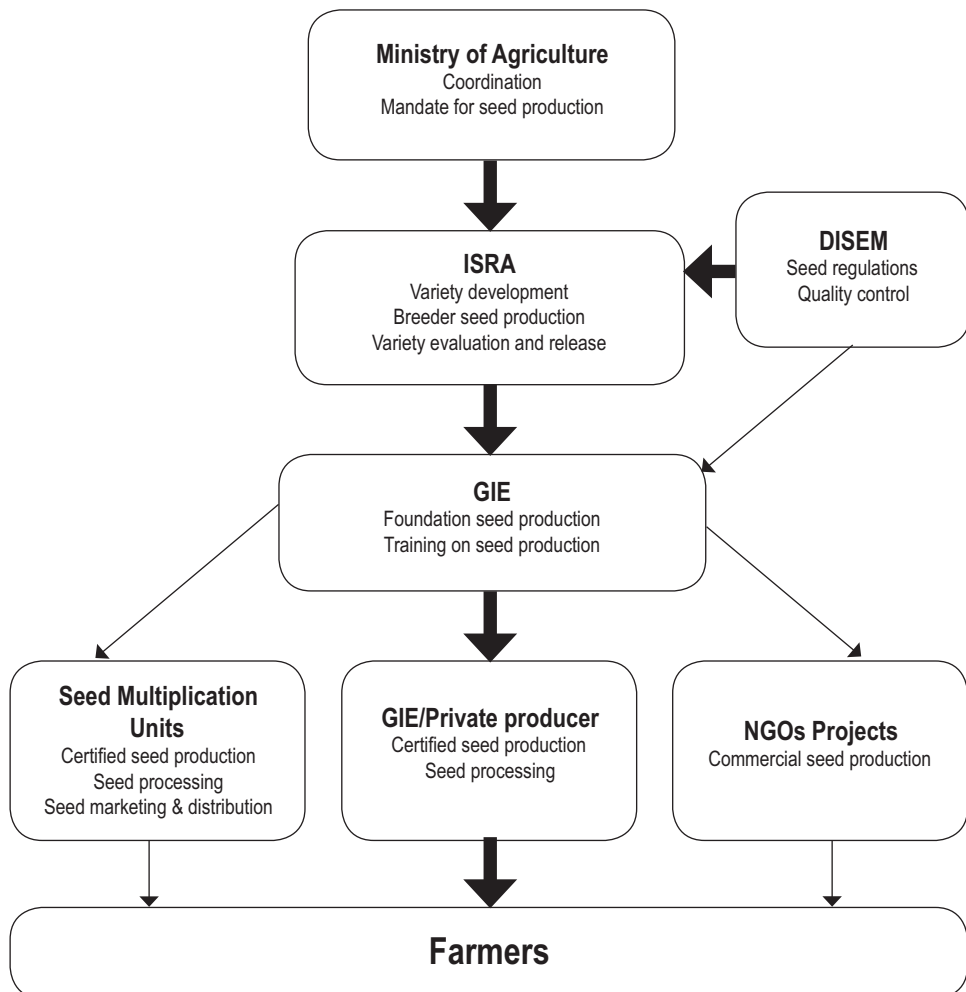 Ministry of Agriculture
Coordination
Mandate for seed production
DISEM
Seed regulations
Quality control
ISRA
Variety development
Breeder seed production
Variety evaluation and release
GIE
Foundation seed production
Training on seed production
Seed Multiplication
Units
Certified seed production
Seed processing
Seed marketing & distribution
GIE/Private producer
Certified seed production
Seed processing
NGOs Projects
Commercial seed production
Farmers